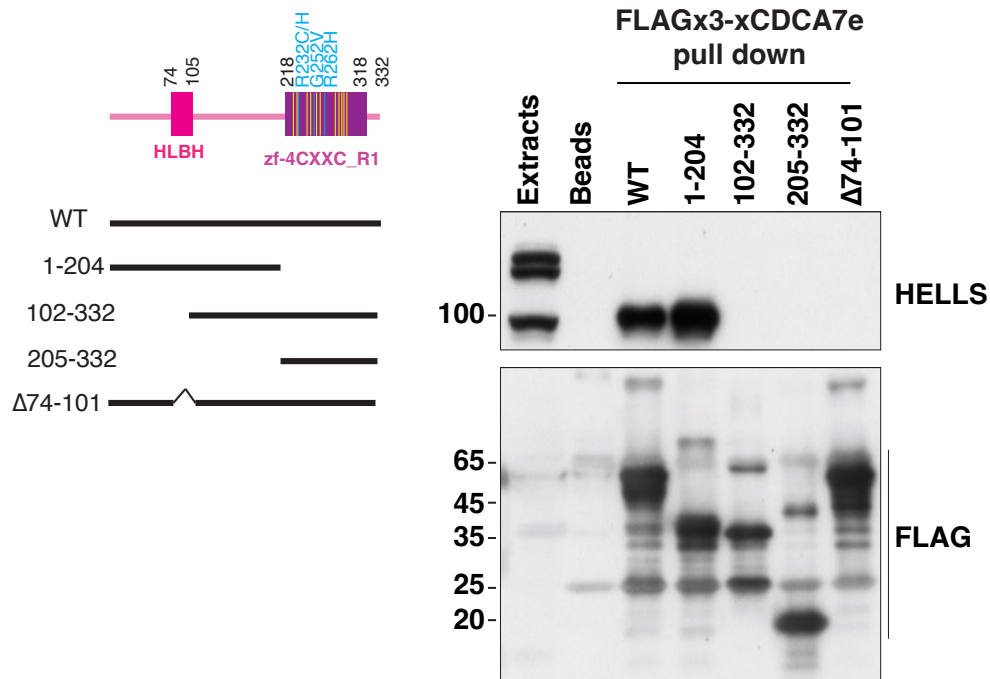 74
105
218
R232C/H
G252V
R262H
318
332
HLBH
zf-4CXXC_R1
WT
1-204
102-332
205-332
Δ74-101
FLAGx3-xCDCA7e
pull down
Extracts
Beads
WT
1-204
102-332
205-332
Δ74-101
100
HELLS
65
45
35
25
20
FLAG